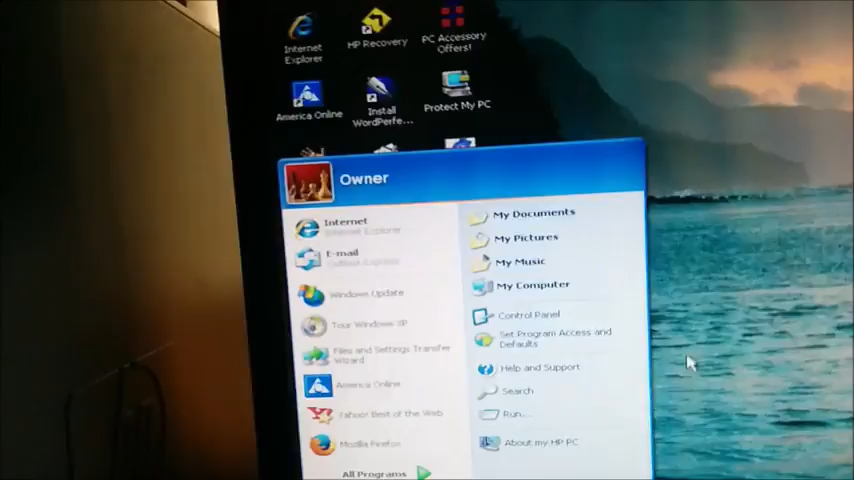 Internet
Explorer
HP Recovery
PC Accessory
Offers!
America Online
Install
WordPerfe...
Protect My PC
Owner
Internet
Internet Explorer
E-mail
Outlook Express
Windows Update
Tour Windows XP
Files and Settings Transfer
Wizard
America Online
Yahoo! Best of the Web
Mozilla Firefox
All Programs
My Documents
My Pictures
My Music
My Computer
Control Panel
Set Program Access and
Defaults
Help and Support
Search
Run...
About my HP PC